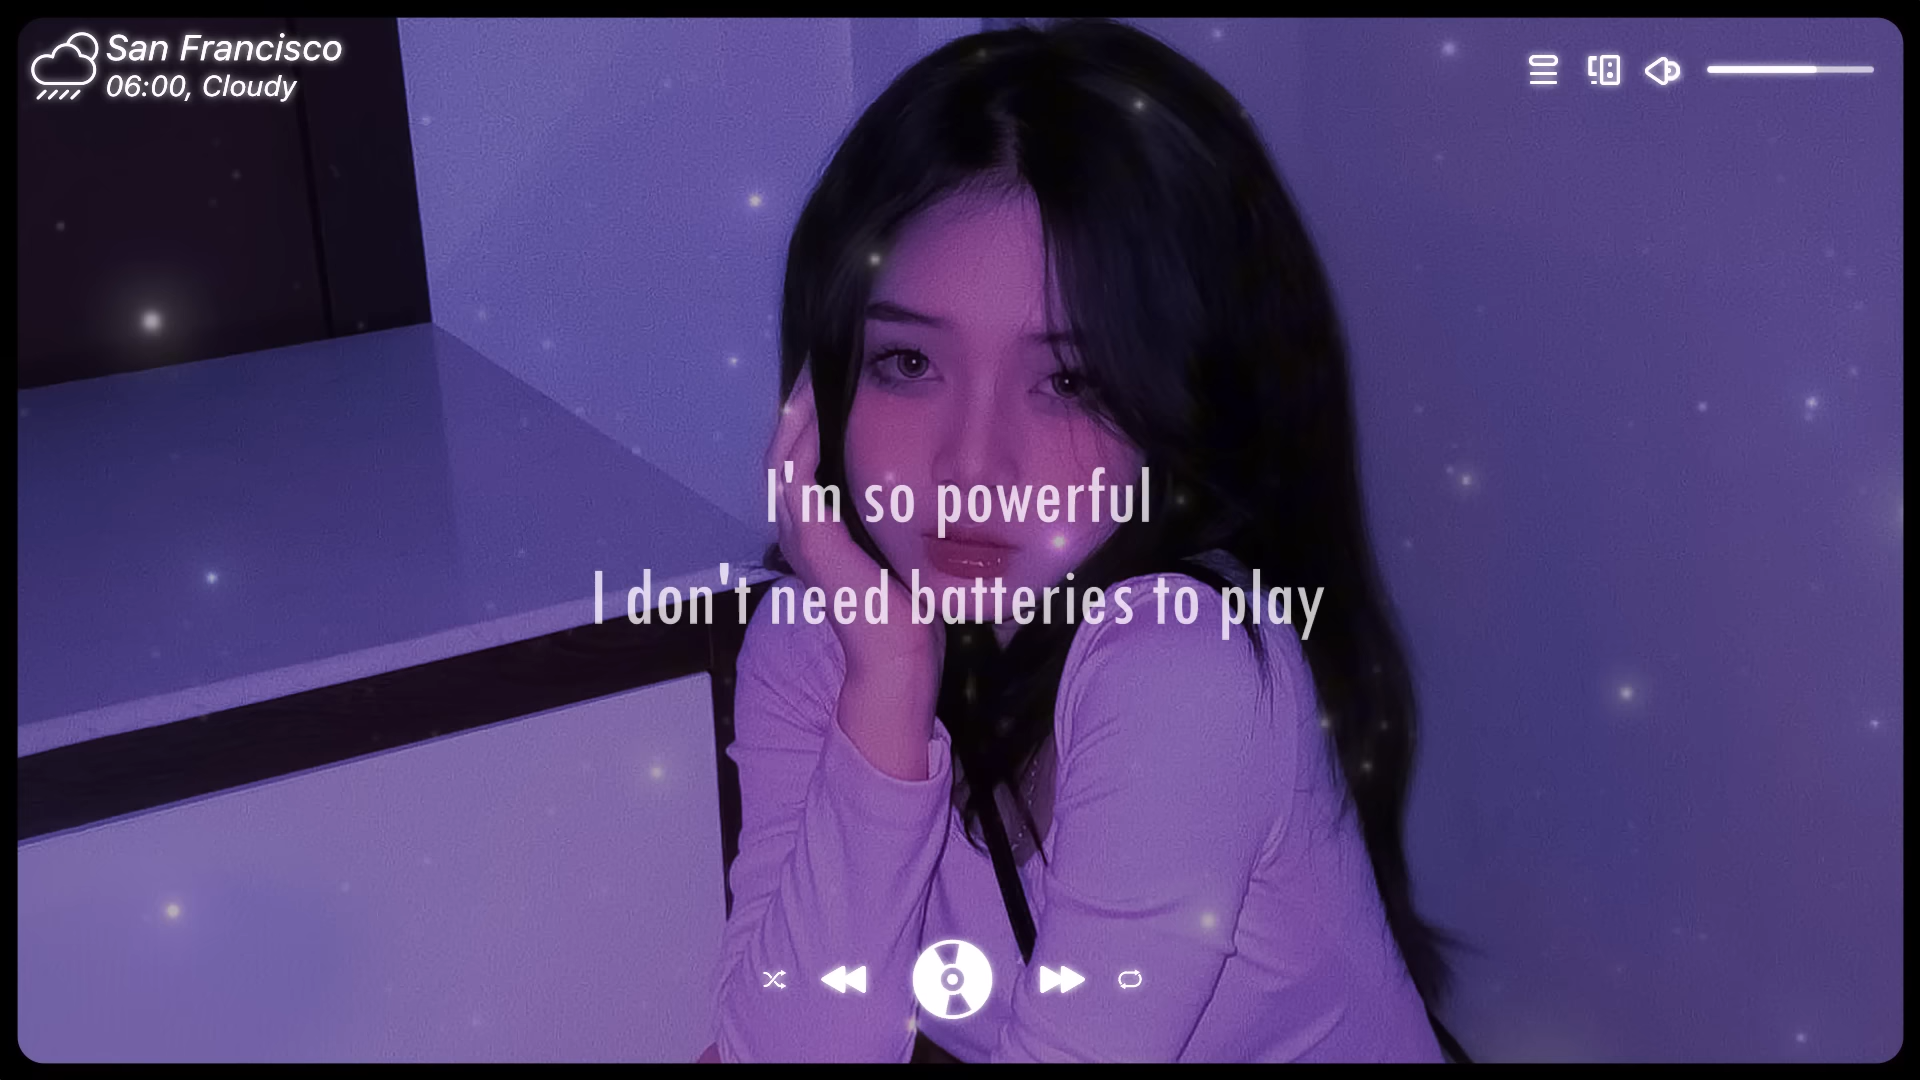 San Francisco
06:00, Cloudy
I'm so powerful
I don't need batteries to play